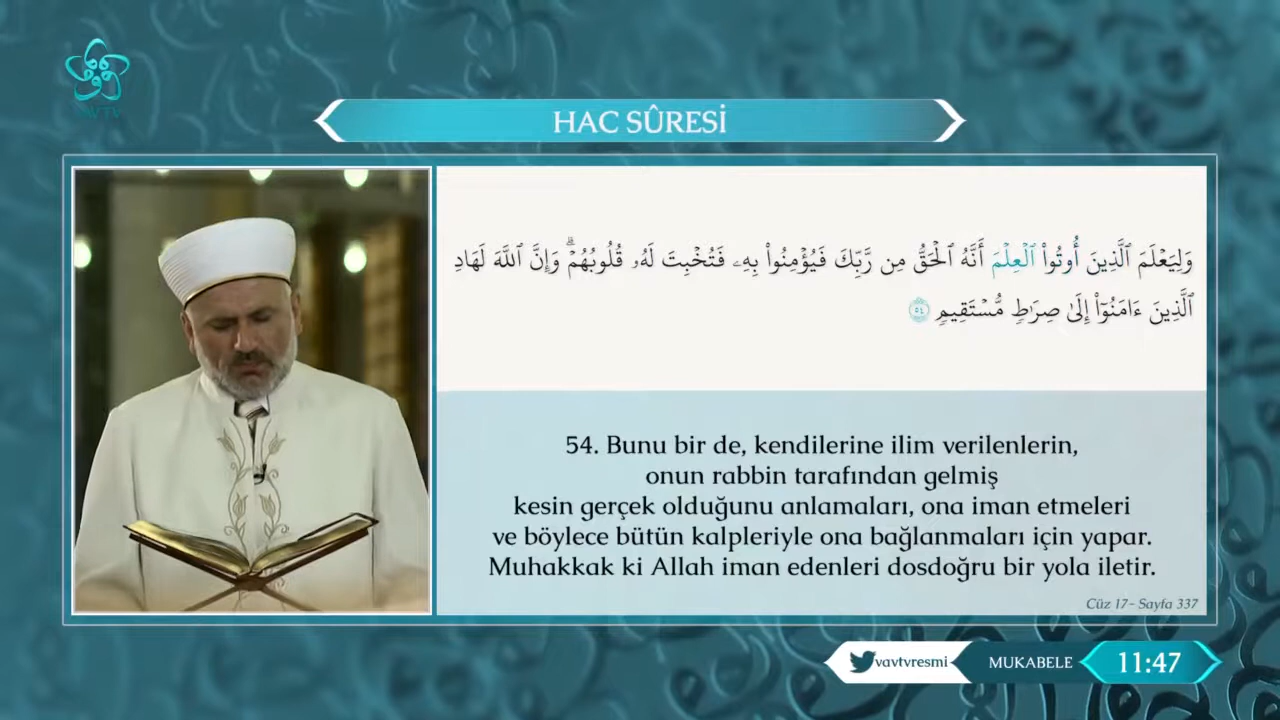 VAVTV
HAC SÛRESİ
وَلِيَعْلَمَ ٱلَّذِينَ أُوتُوا۟ ٱلْعِلْمَ أَنَّهُ ٱلْحَقُّ مِن رَّبِّكَ فَيُؤْمِنُوا۟ بِهِۦ فَتُخْبِتَ لَهُۥ قُلُوبُهُمْ ۗ وَإِنَّ ٱللَّهَ لَهَادِ
ٱلَّذِينَ ءَامَنُوٓا۟ إِلَىٰ صِرَٰطٍ مُّسْتَقِيمٍ ٥٤
54. Bunu bir de, kendilerine ilim verilenlerin,
onun rabbin tarafından gelmiş
kesin gerçek olduğunu anlamaları, ona iman etmeleri
ve böylece bütün kalpleriyle ona bağlanmaları için yapar.
Muhakkak ki Allah iman edenleri dosdoğru bir yola iletir.
Cüz 17- Sayfa 337
vavtvresmi MUKABELE 11:47